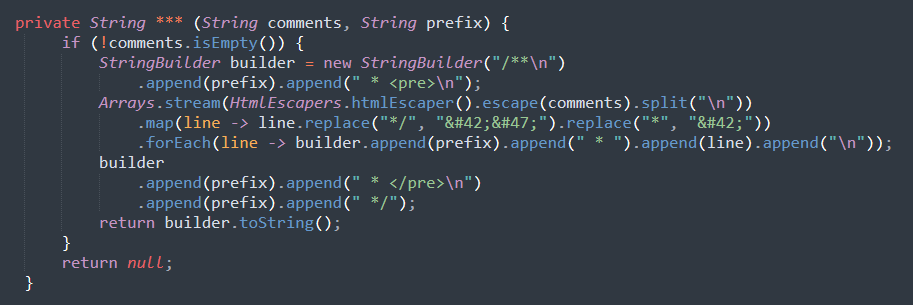 private String *** (String comments, String prefix) {
if (!comments.isEmpty()) {
StringBuilder builder = new StringBuilder("/**\n")
.append(prefix).append(" * <pre>\n");
Arrays.stream(HtmlEscapers.htmlEscaper().escape(comments).split("\n"))
.map(line -> line.replace("*/", "&#42;&#47;").replace("*", "&#42;"))
.forEach(line -> builder.append(prefix).append(" * ").append(line).append("\n"));
builder
.append(prefix).append(" * </pre>\n")
.append(prefix).append(" */");
return builder.toString();
}
return null;
}